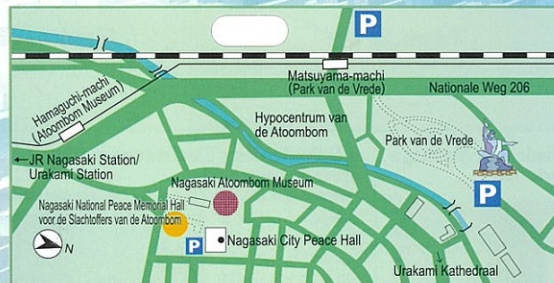 P
Matsuyama-machi
(Park van de Vrede)
Nationale Weg 206
Hamaguchi-machi
(Atoombom Museum)
Hypocentrum van
de Atoombom
Park van de Vrede
←JR Nagasaki Station/
Urakami Station
Nagasaki Atoombom Museum
P
Nagasaki National Peace Memorial Hall
voor de Slachtoffers van de Atoombom
P
Nagasaki City Peace Hall
N
Urakami Kathedraal